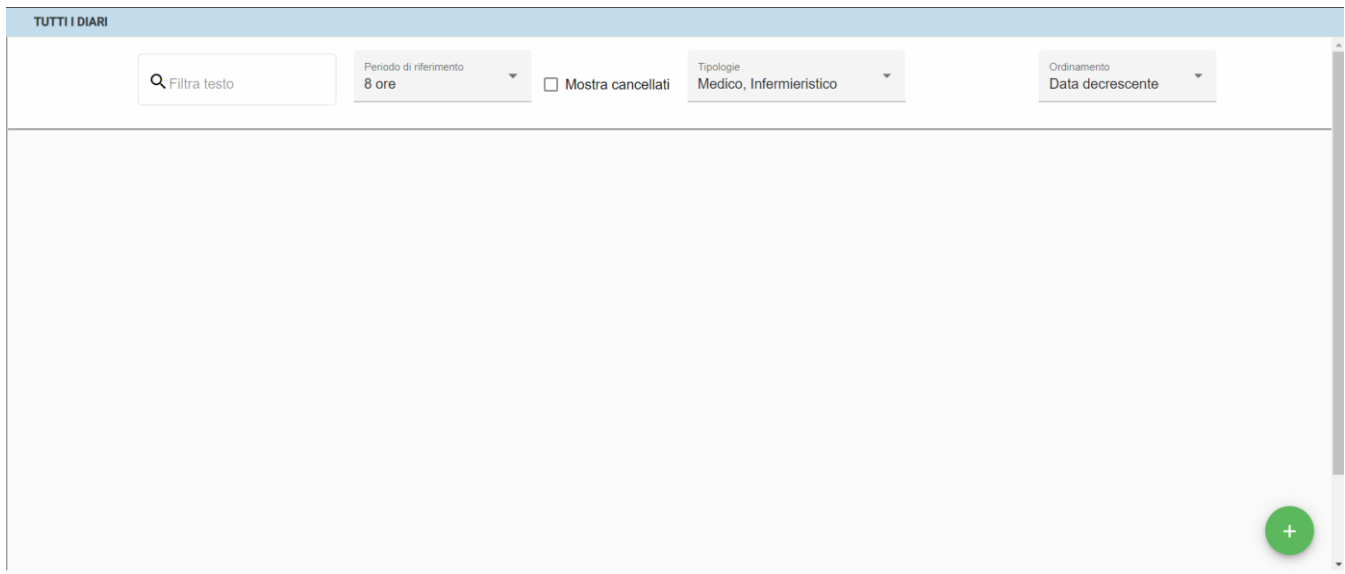 TUTTI I DIARI
Filtra testo
Periodo di riferimento
8 ore
Mostra cancellati
Tipologie
Medico, Infermieristico
Ordinamento
Data decrescente
+